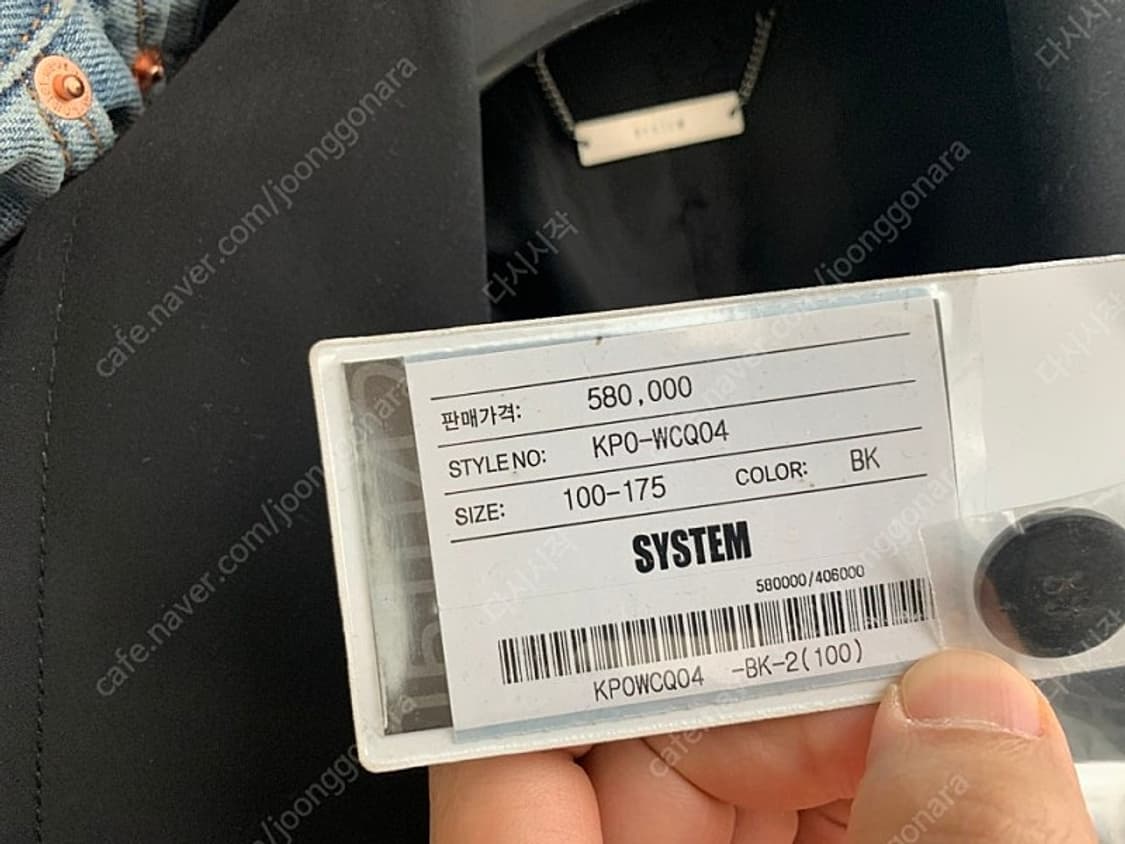 판매가격: 580,000
STYLE NO: KPO-WCQ04
SIZE: 100-175 COLOR: BK
SYSTEM
580000/406000
KPOWCQ04 -BK-2(100)
cafe.naver.com/joonggonara
다시시작